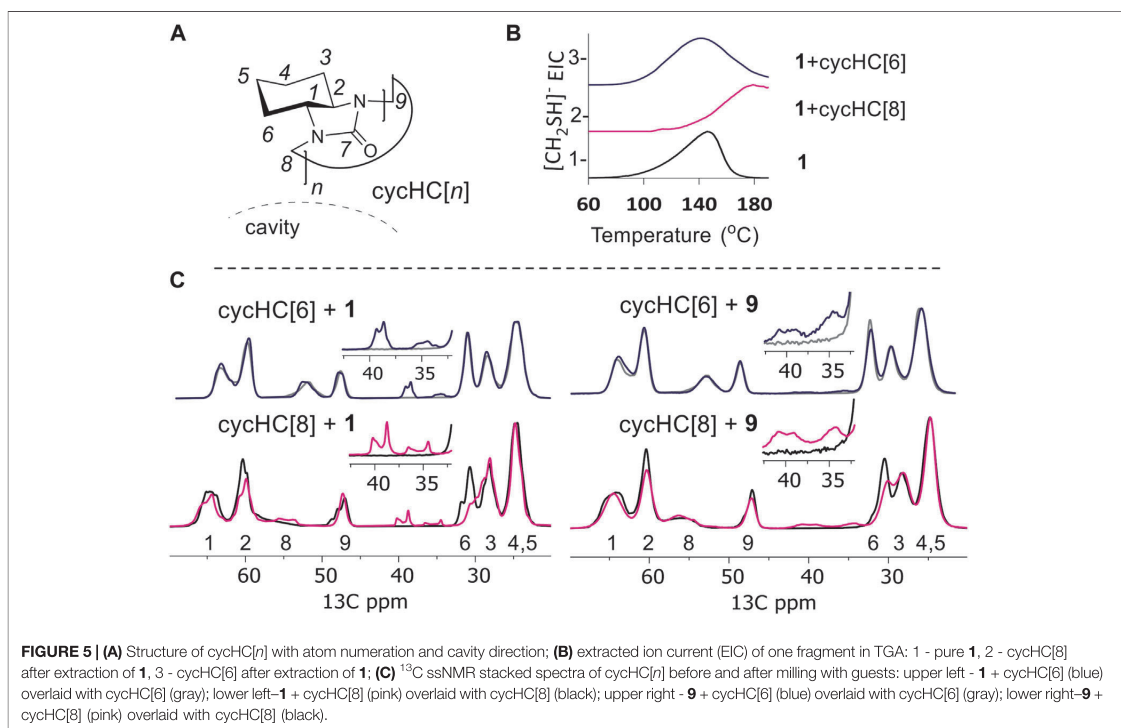 A
3
5
4
2
1
N
9
6
N
7
O
8
n
cycHC[n]
cavity
B
[CH2SH]- EIC
3
2
1
1+cycHC[6]
1+cycHC[8]
1
60 100 140 180
Temperature (oC)
C
cycHC[6] + 1
40 35
cycHC[8] + 1
40 35
1 2 8 9 6 3 4,5
60 50 40 30
13C ppm
cycHC[6] + 9
40 35
cycHC[8] + 9
40 35
1 2 8 9 6 3 4,5
60 50 40 30
13C ppm
FIGURE 5 | (A) Structure of cycHC[n] with atom numeration and cavity direction; (B) extracted ion current (EIC) of one fragment in TGA: 1 - pure 1, 2 - cycHC[8]
after extraction of 1, 3 - cycHC[6] after extraction of 1; (C) 13C ssNMR stacked spectra of cycHC[n] before and after milling with guests: upper left - 1 + cycHC[6] (blue)
overlaid with cycHC[6] (gray); lower left–1 + cycHC[8] (pink) overlaid with cycHC[8] (black); upper right - 9 + cycHC[6] (blue) overlaid with cycHC[6] (gray); lower right–9 +
cycHC[8] (pink) overlaid with cycHC[8] (black).